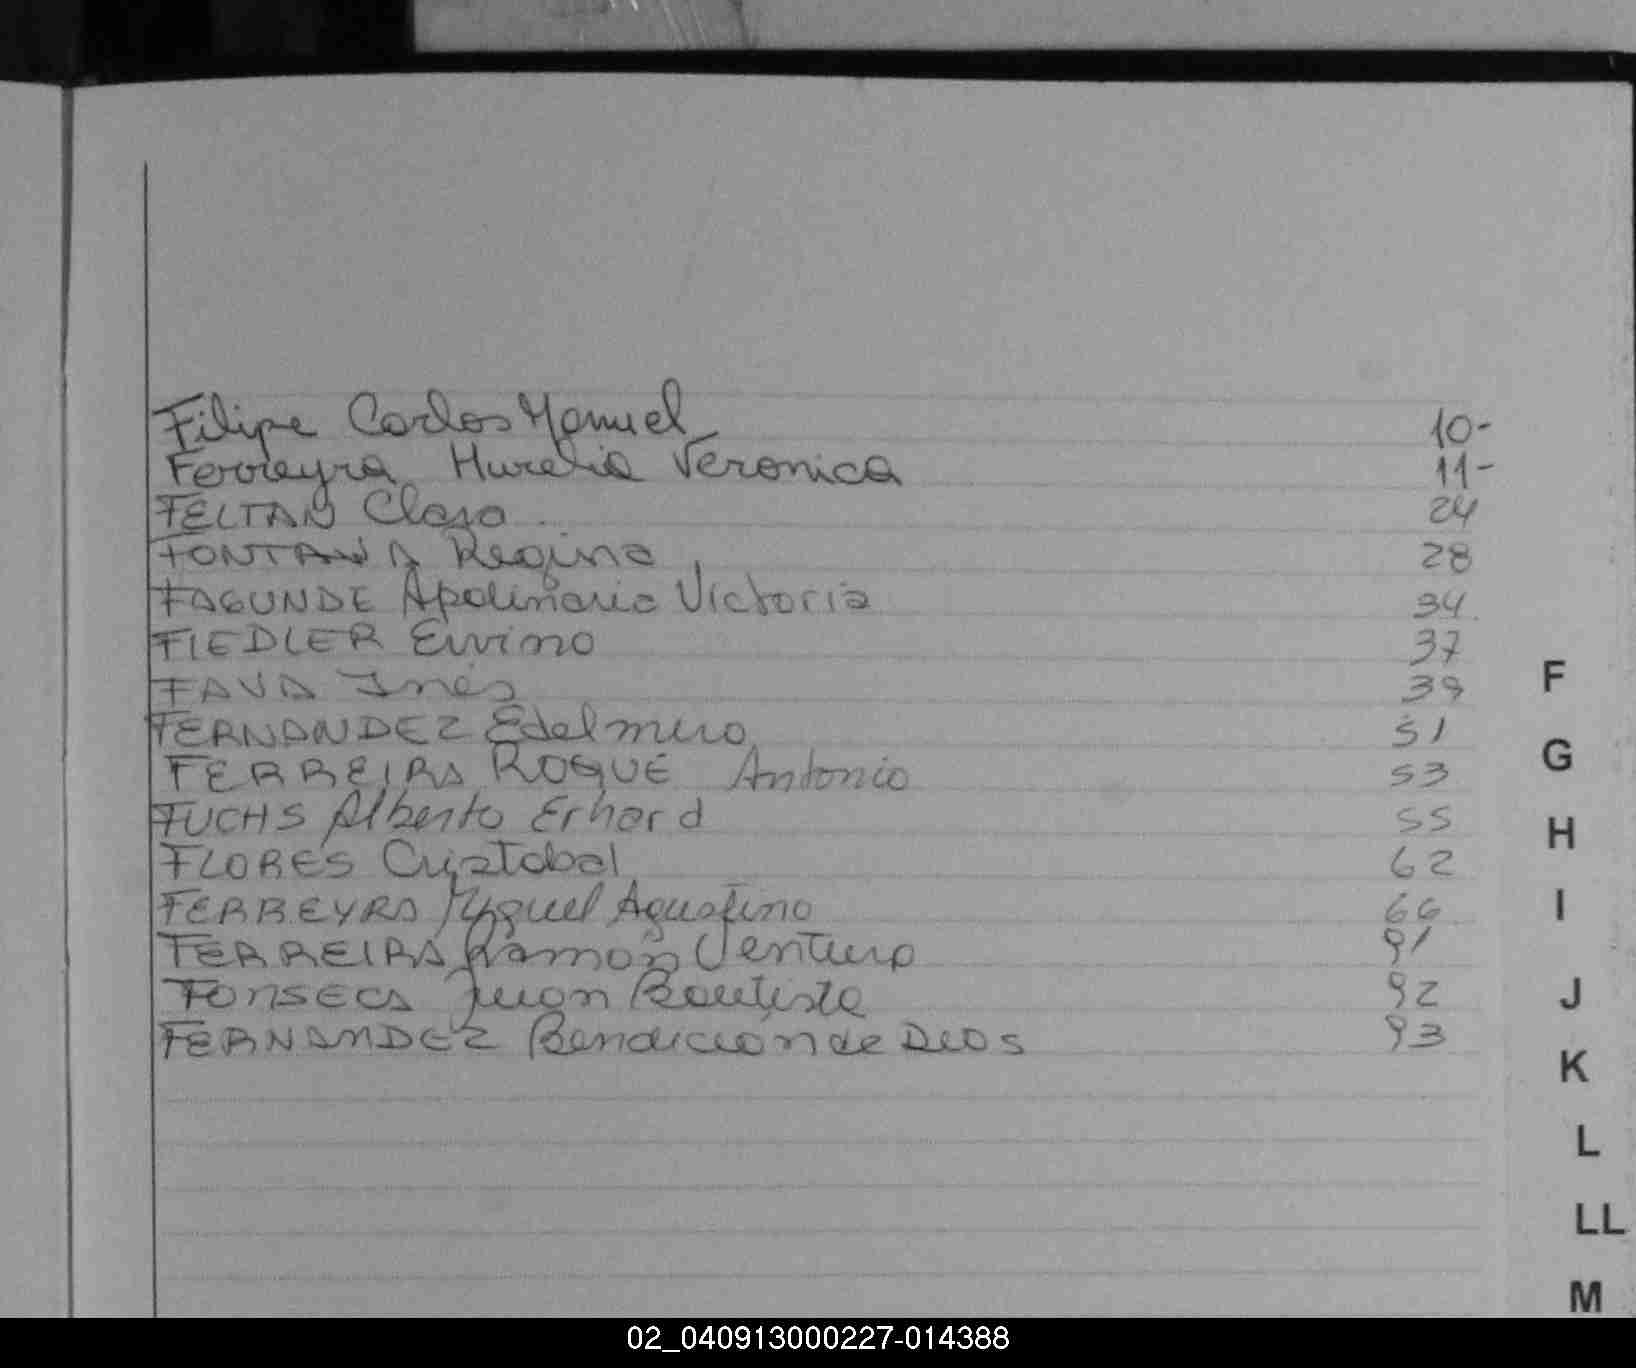 Filipe Carlos Manuel 10-
Ferreyra Aurelia Veronica 11-
FELTAN Clara 24
FONTANA Regina 28
FAGUNDE Apolinaria Victoria 34
FIEDLER Ervino 37
FAVA Inés 39
FERNANDEZ Edelmiro 51
FERREIRA ROQUE Antonio 53
FUCHS Alberto Erhard 55
FLORES Cristobal 62
FERREYRA Miguel Agustino 66
FERREIRA Ramon Ventura 91
FONSECA Juan Bautista 92
FERNANDEZ Bendicion de Dios 93
F
G
H
I
J
K
L
LL
M
02_040913000227-014388